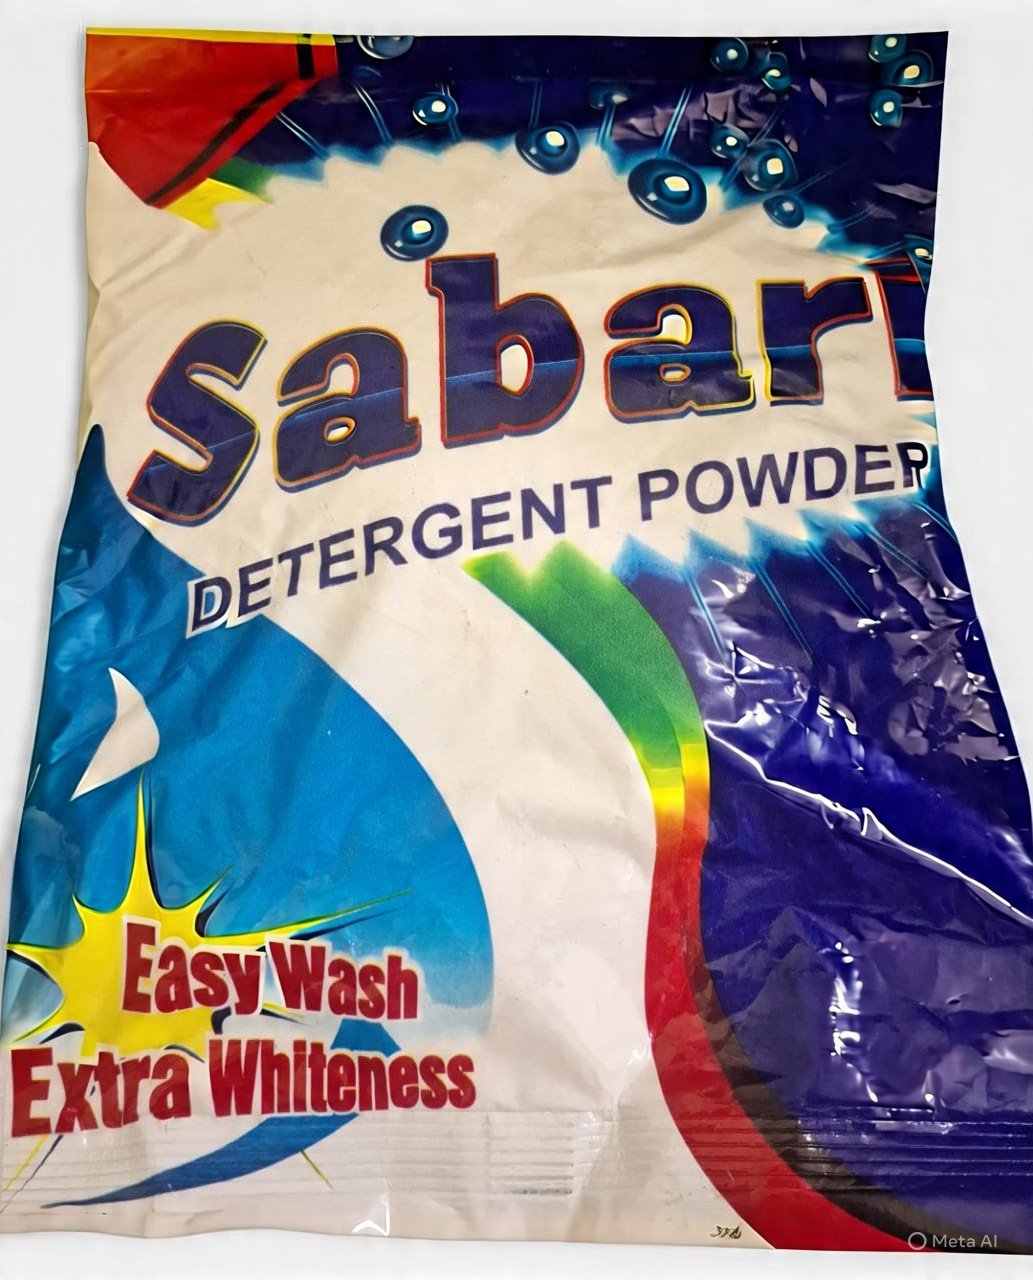 Sabari
DETERGENT POWDER
Easy Wash
Extra Whiteness
Meta AI